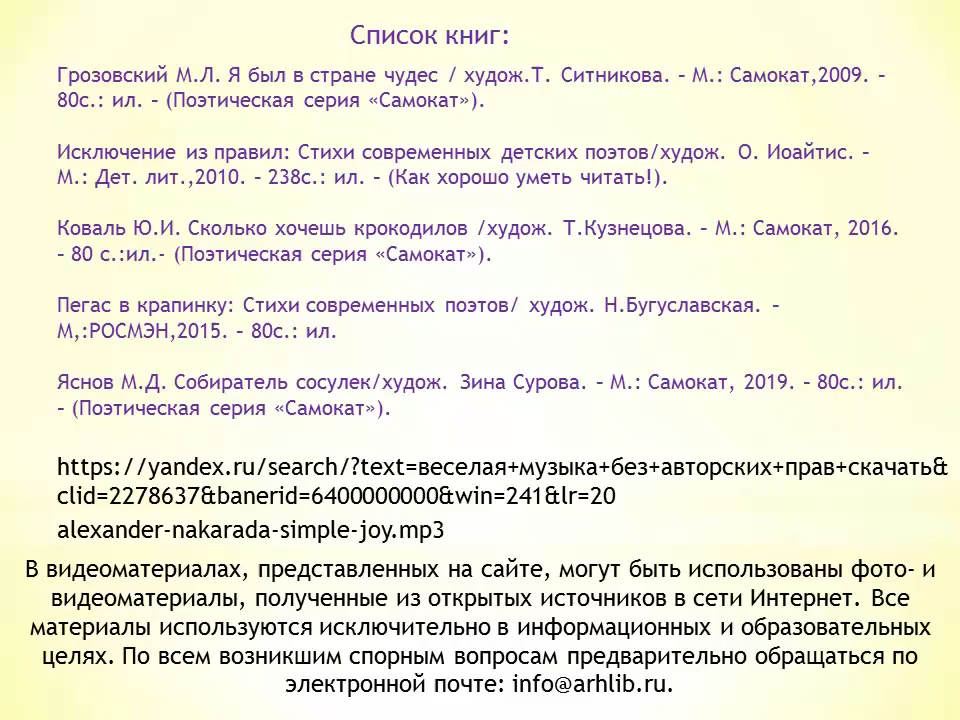 Список книг:
Грозовский М.Л. Я был в стране чудес / худож.Т. Ситникова. – М.: Самокат,2009. –
80с.: ил. – (Поэтическая серия «Самокат»).
Исключение из правил: Стихи современных детских поэтов/худож. О. Иоайтис. –
М.: Дет. лит.,2010. – 238с.: ил. – (Как хорошо уметь читать!).
Коваль Ю.И. Сколько хочешь крокодилов /худож. Т.Кузнецова. – М.: Самокат, 2016.
– 80 с.:ил.- (Поэтическая серия «Самокат»).
Пегас в крапинку: Стихи современных поэтов/ худож. Н.Бугуславская. –
М,:РОСМЭН,2015. – 80с.: ил.
Яснов М.Д. Собиратель сосулек/худож. Зина Сурова. – М.: Самокат, 2019. – 80с.: ил.
– (Поэтическая серия «Самокат»).
https://yandex.ru/search/?text=веселая+музыка+без+авторских+прав+скачать&
clid=2278637&banerid=6400000000&win=241&lr=20
alexander-nakarada-simple-joy.mp3
В видеоматериалах, представленных на сайте, могут быть использованы фото- и
видеоматериалы, полученные из открытых источников в сети Интернет. Все
материалы используются исключительно в информационных и образовательных
целях. По всем возникшим спорным вопросам предварительно обращаться по
электронной почте: info@arhlib.ru.